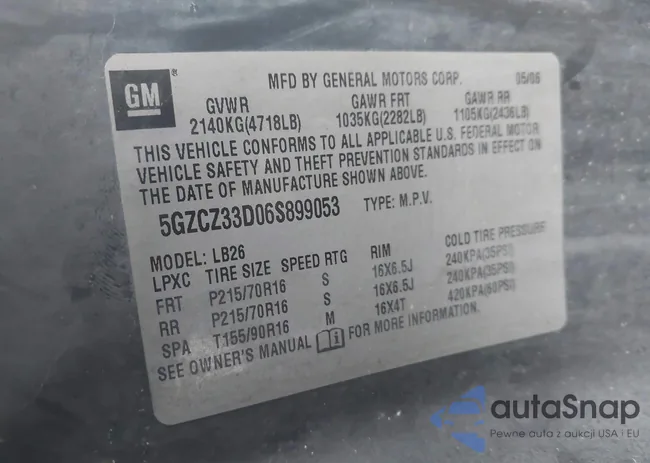 GM ®
MFD BY GENERAL MOTORS CORP. 05/06
GVWR GAWR FRT GAWR RR
2140KG(4718LB) 1035KG(2282LB) 1105KG(2436LB)
THIS VEHICLE CONFORMS TO ALL APPLICABLE U.S. FEDERAL MOTOR
VEHICLE SAFETY AND THEFT PREVENTION STANDARDS IN EFFECT ON
THE DATE OF MANUFACTURE SHOWN ABOVE.
5GZCZ33D06S899053 TYPE: M.P.V.
MODEL: LB26
LPXC TIRE SIZE SPEED RTG RIM COLD TIRE PRESSURE
FRT P215/70R16 S 16X6.5J 240KPA(35PSI)
RR P215/70R16 S 16X6.5J 240KPA(35PSI)
SPA T155/90R16 M 16X4T 420KPA(60PSI)
SEE OWNER'S MANUAL FOR MORE INFORMATION.
autaSnap
Pewne auta z aukcji USA i EU